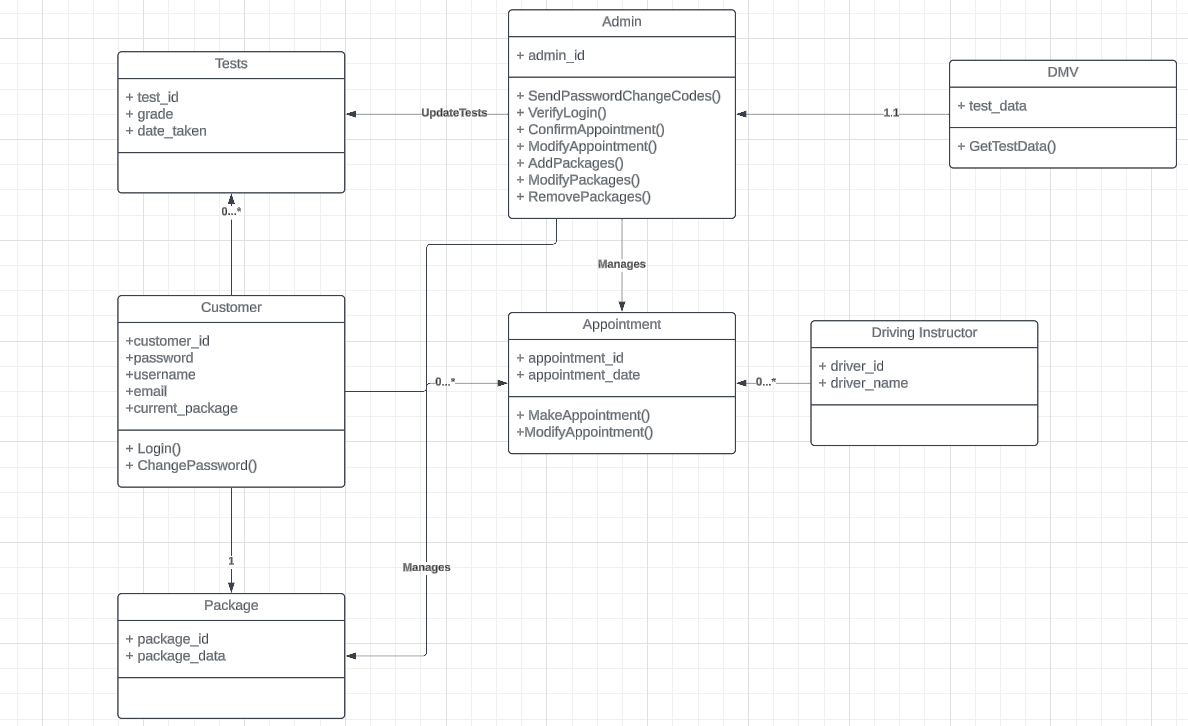 Admin
+ admin_id
+ SendPasswordChangeCodes()
+ VerifyLogin()
+ ConfirmAppointment()
+ ModifyAppointment()
+ AddPackages()
+ ModifyPackages()
+ RemovePackages()
Tests
+ test_id
+ grade
+ date_taken
UpdateTests
DMV
+ test_data
+ GetTestData()
1.1
0...*
Manages
Customer
+customer_id
+password
+username
+email
+current_package
+ Login()
+ ChangePassword()
Appointment
+ appointment_id
+ appointment_date
+ MakeAppointment()
+ModifyAppointment()
Driving Instructor
+ driver_id
+ driver_name
0...*
0...*
1
Manages
Package
+ package_id
+ package_data